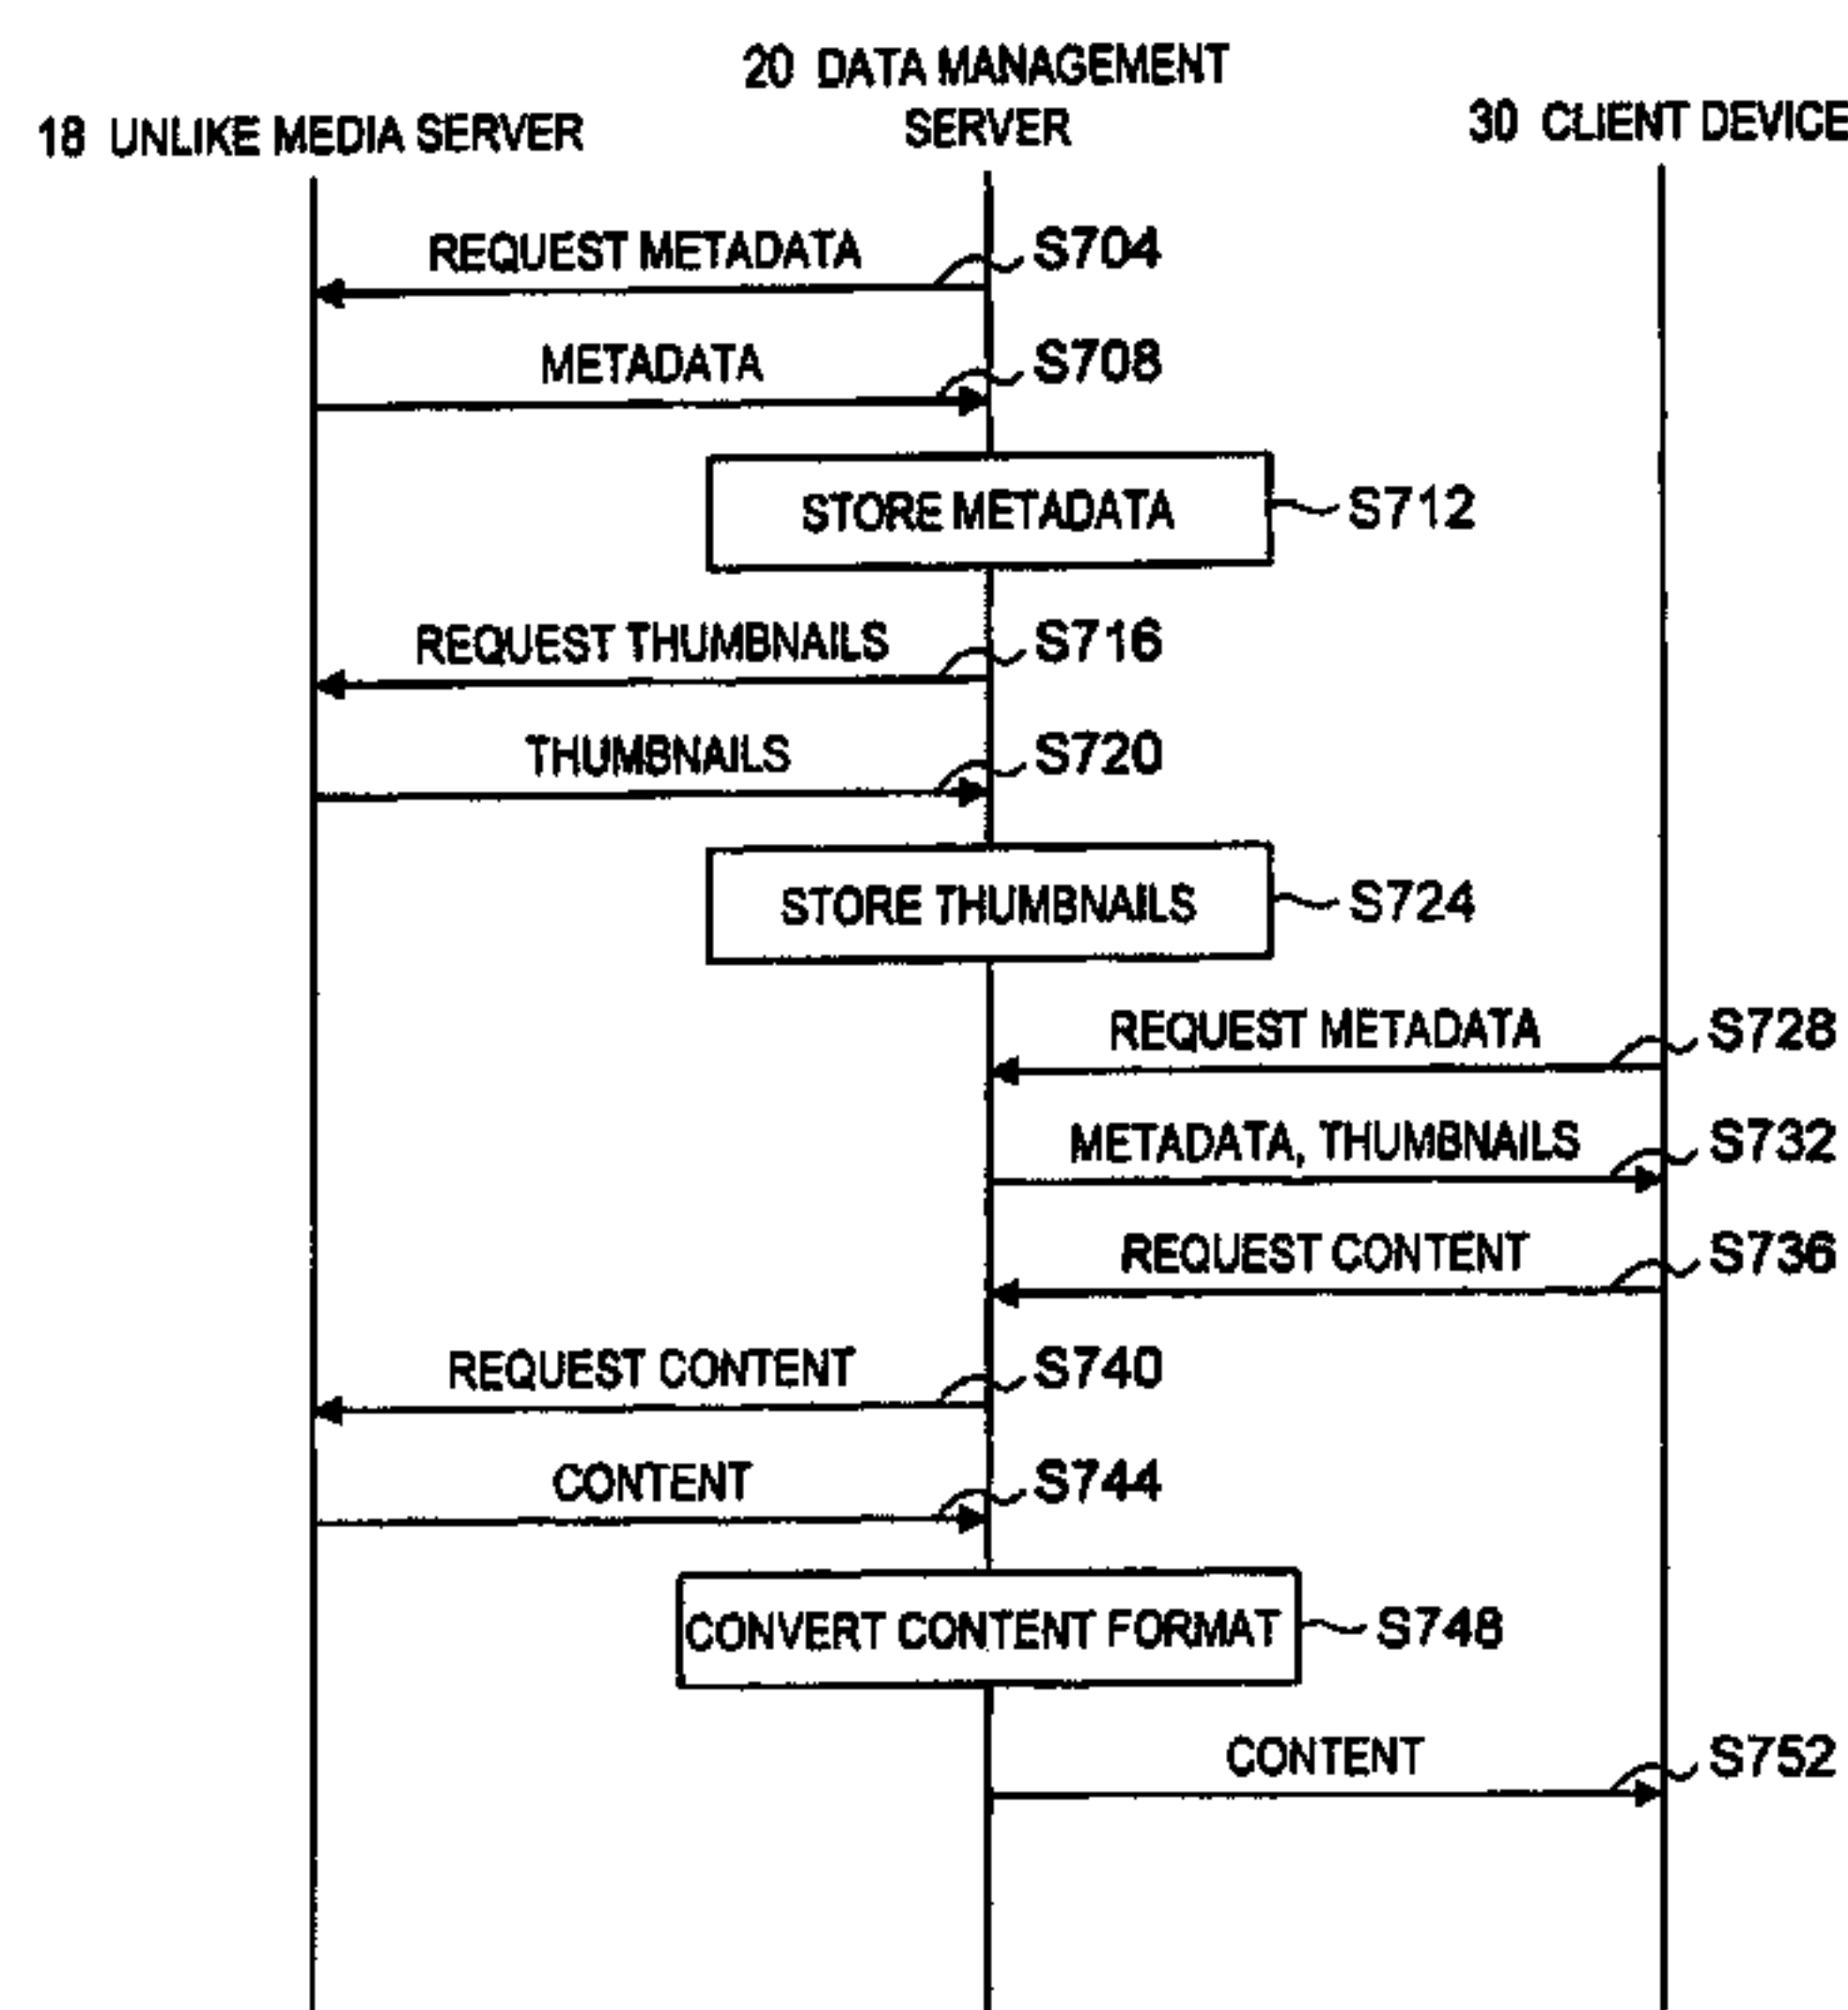 20 DATA MANAGEMENT
SERVER
18 UNLIKE MEDIA SERVER
30 CLIENT DEVICE
REQUEST METADATA
S704
METADATA
S708
STORE METADATA
S712
REQUEST THUMBNAILS
S716
THUMBNAILS
S720
STORE THUMBNAILS
S724
REQUEST METADATA
S728
METADATA, THUMBNAILS
S732
REQUEST CONTENT
S736
REQUEST CONTENT
S740
CONTENT
S744
CONVERT CONTENT FORMAT
S748
CONTENT
S752